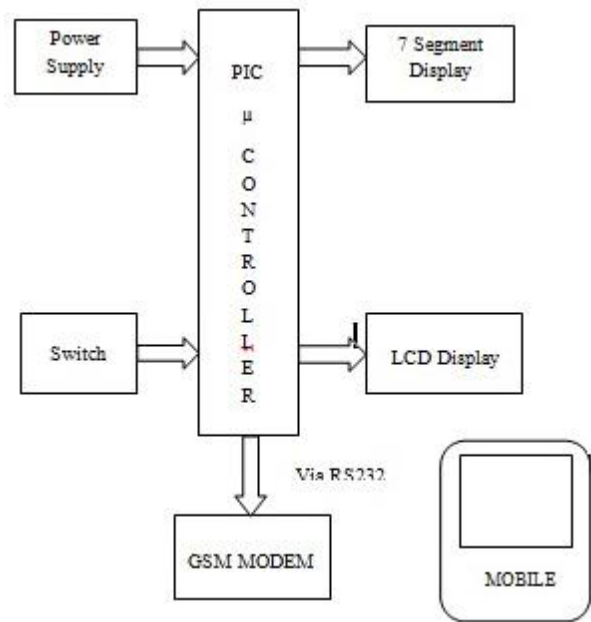 Power
Supply
PIC
µ
C
O
N
T
R
O
L
L
E
R
7 Segment
Display
Switch
LCD Display
Via RS232
GSM MODEM
MOBILE